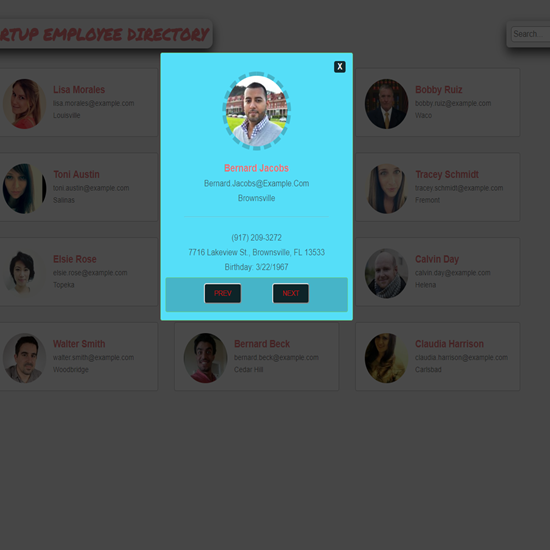 RTUP EMPLOYEE DIRECTORY
Search...
X
Bernard Jacobs
Bernard.Jacobs@Example.Com
Brownsville
(917) 209-3272
7716 Lakeview St., Brownsville, FL 13533
Birthday: 3/22/1967
PREV
NEXT
Lisa Morales
lisa.morales@example.com
Louisville
Bobby Ruiz
bobby.ruiz@example.com
Waco
Toni Austin
toni.austin@example.com
Salinas
Tracey Schmidt
tracey.schmidt@example.com
Fremont
Elsie Rose
elsie.rose@example.com
Topeka
Calvin Day
calvin.day@example.com
Helena
Walter Smith
walter.smith@example.com
Woodbridge
Bernard Beck
bernard.beck@example.com
Cedar Hill
Claudia Harrison
claudia.harrison@example.com
Carlsbad